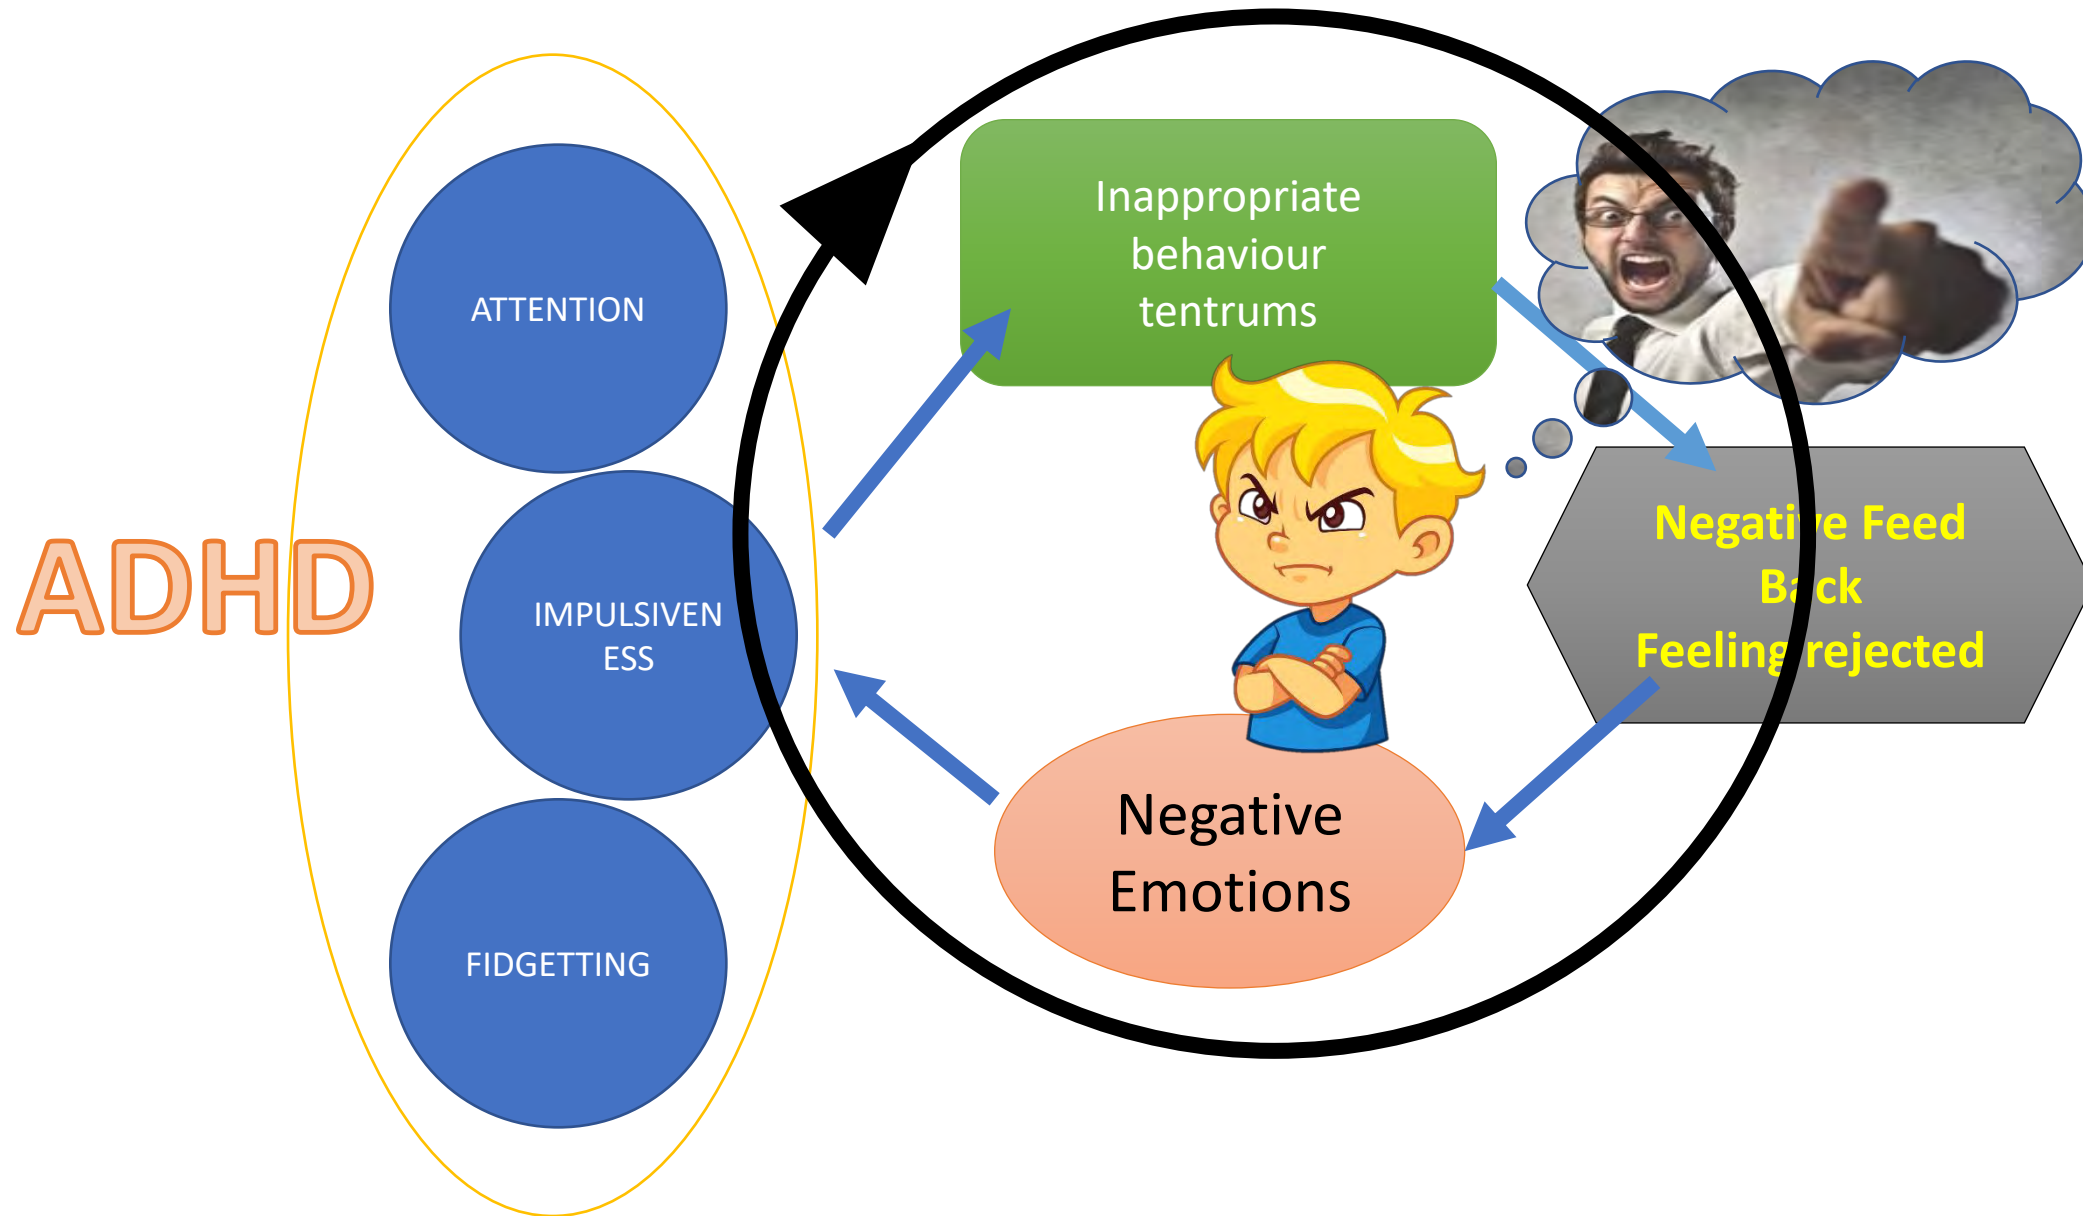 ADHD
ATTENTION
IMPULSIVEN
ESS
FIDGETTING
Inappropriate
behaviour
tentrums
Negative Feed
Back
Feeling rejected
Negative
Emotions